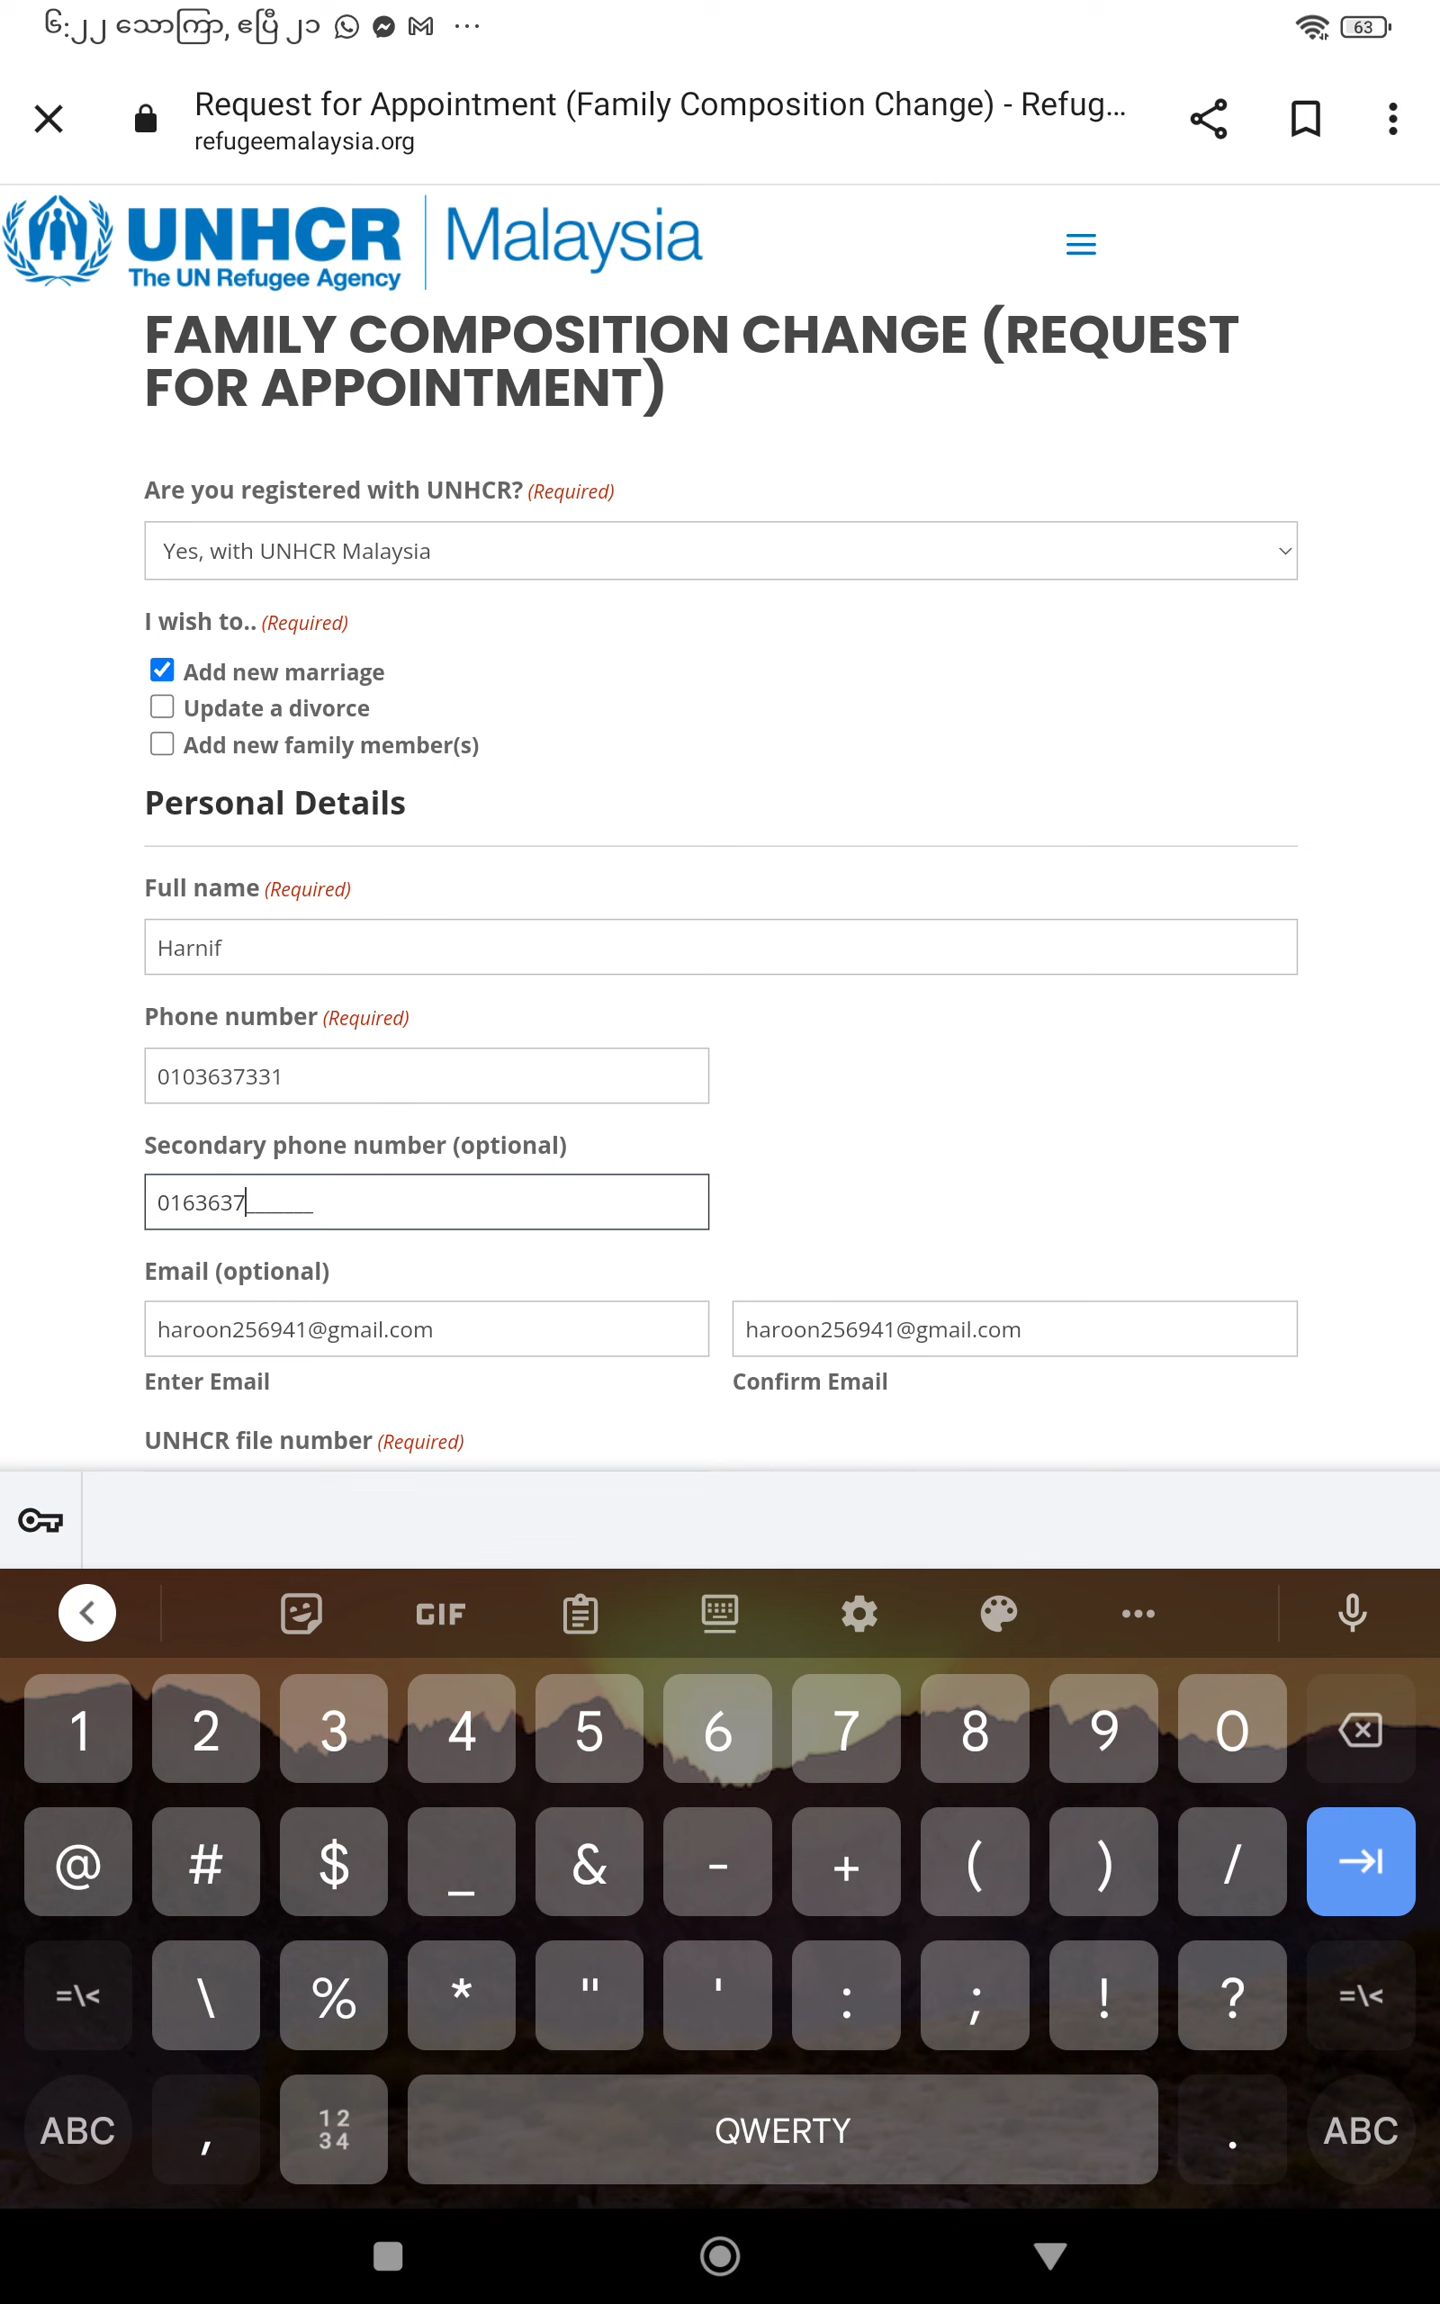 ၆:၂၂ သောကြာ, ဧပြီ ၂၁ ...
63
Request for Appointment (Family Composition Change) - Refug...
refugeemalaysia.org
UNHCR Malaysia
The UN Refugee Agency
FAMILY COMPOSITION CHANGE (REQUEST
FOR APPOINTMENT)
Are you registered with UNHCR? (Required)
Yes, with UNHCR Malaysia
I wish to.. (Required)
Add new marriage
Update a divorce
Add new family member(s)
Personal Details
Full name (Required)
Harnif
Phone number (Required)
0103637331
Secondary phone number (optional)
0163637_______
Email (optional)
haroon256941@gmail.com haroon256941@gmail.com
Enter Email Confirm Email
UNHCR file number (Required)
GIF
1 2 3 4 5 6 7 8 9 0
@ # $ _ & - + ( ) /
=\< \ % * " ' : ; ! ? =\<
ABC , 12 34 QWERTY . ABC